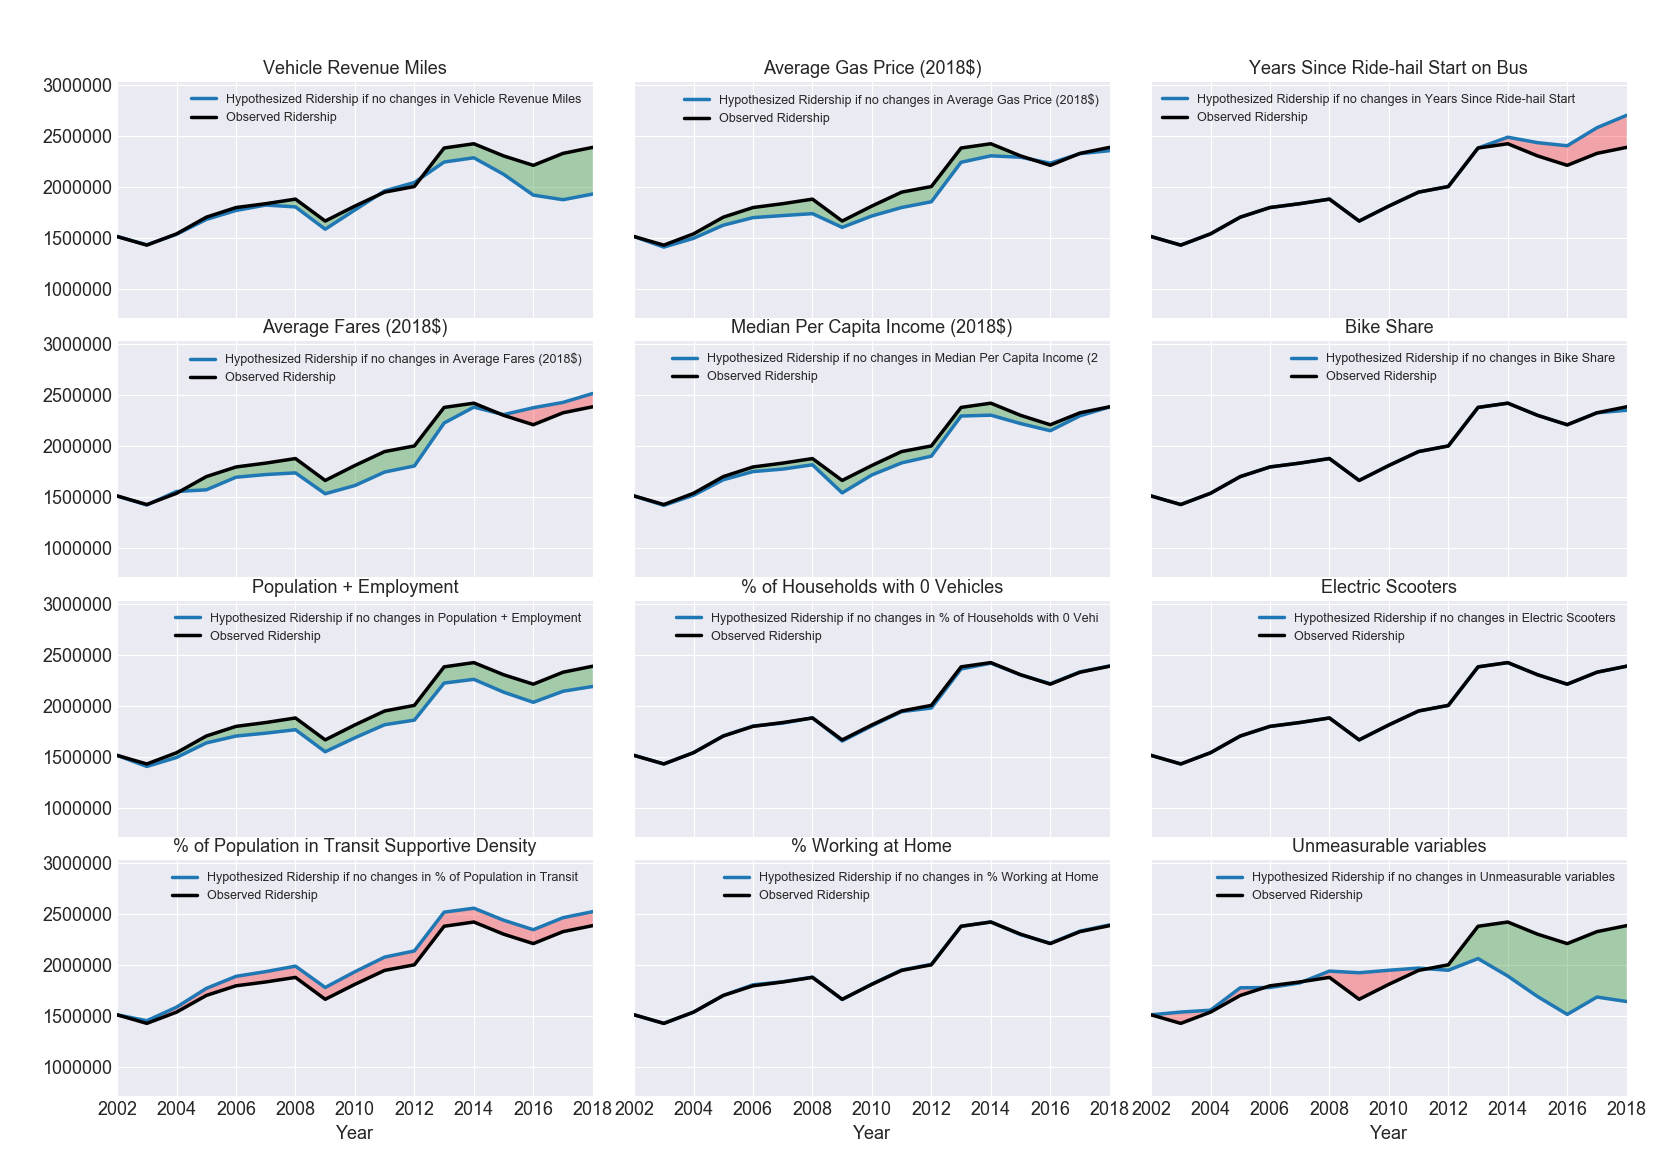 Vehicle Revenue Miles
3000000
2500000
2000000
1500000
1000000
Hypothesized Ridership if no changes in Vehicle Revenue Miles
Observed Ridership
Average Gas Price (2018$)
Hypothesized Ridership if no changes in Average Gas Price (2018$)
Observed Ridership
Years Since Ride-hail Start on Bus
Hypothesized Ridership if no changes in Years Since Ride-hail Start
Observed Ridership
Average Fares (2018$)
3000000
2500000
2000000
1500000
1000000
Hypothesized Ridership if no changes in Average Fares (2018$)
Observed Ridership
Median Per Capita Income (2018$)
Hypothesized Ridership if no changes in Median Per Capita Income (2
Observed Ridership
Bike Share
Hypothesized Ridership if no changes in Bike Share
Observed Ridership
Population + Employment
3000000
2500000
2000000
1500000
1000000
Hypothesized Ridership if no changes in Population + Employment
Observed Ridership
% of Households with 0 Vehicles
Hypothesized Ridership if no changes in % of Households with 0 Vehi
Observed Ridership
Electric Scooters
Hypothesized Ridership if no changes in Electric Scooters
Observed Ridership
% of Population in Transit Supportive Density
3000000
2500000
2000000
1500000
1000000
Hypothesized Ridership if no changes in % of Population in Transit
Observed Ridership
2002 2004 2006 2008 2010 2012 2014 2016 2018
Year
% Working at Home
Hypothesized Ridership if no changes in % Working at Home
Observed Ridership
2002 2004 2006 2008 2010 2012 2014 2016 2018
Year
Unmeasurable variables
Hypothesized Ridership if no changes in Unmeasurable variables
Observed Ridership
2002 2004 2006 2008 2010 2012 2014 2016 2018
Year